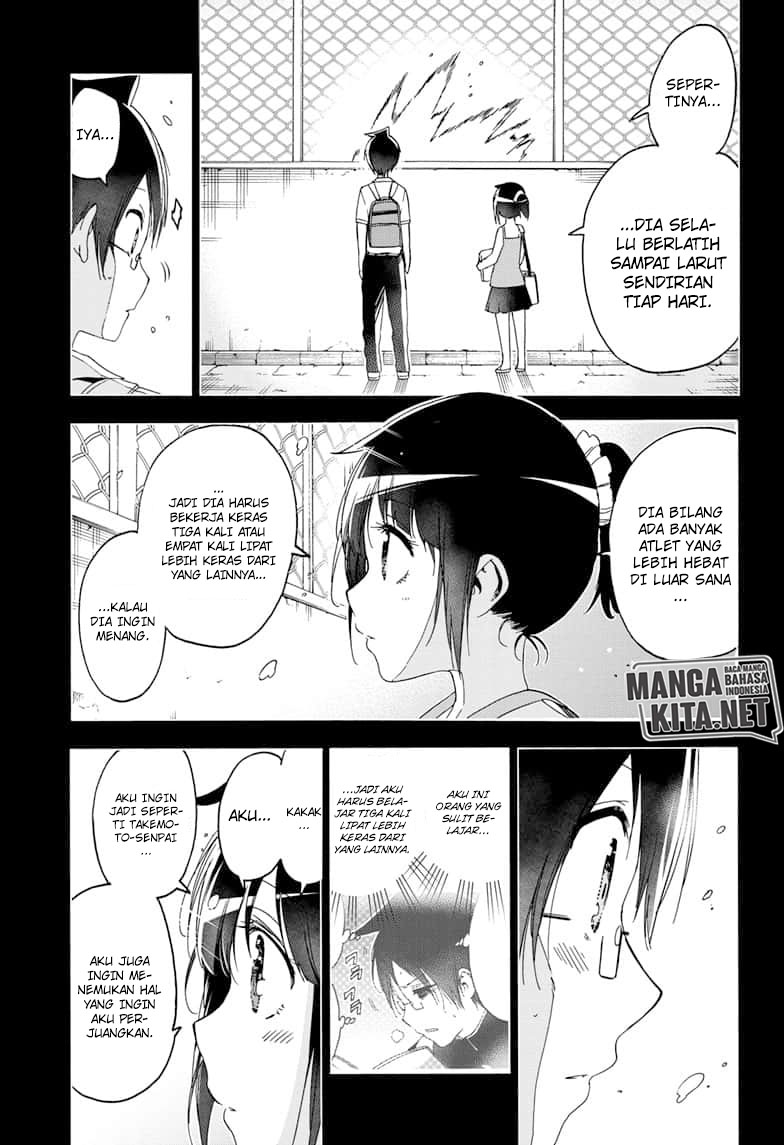 SEPER-
TINYA...
...DIA SELA-
LU BERLATIH
SAMPAI LARUT
SENDIRIAN
TIAP HARI.
IYA...
DIA BILANG
ADA BANYAK
ATLET YANG
LEBIH HEBAT
DI LUAR SANA
...
...
JADI DIA HARUS
BEKERJA KERAS
TIGA KALI ATAU
EMPAT KALI LIPAT
LEBIH KERAS DARI
YANG LAINNYA...
...KALAU
DIA INGIN
MENANG.
MANGA
KITA.NET
BACA MANGA
BAHASA
INDONESIA
AKU INI
ORANG YANG
SULIT BE-
LAJAR...
...JADI AKU
HARUS BELA-
JAR TIGA KALI
LIPAT LEBIH
KERAS DARI
YANG LAINNYA.
KAKAK
...
AKU...
AKU INGIN
JADI SEPER-
TI TAKEMO-
TO-SENPAI
...
AKU JUGA
INGIN ME-
NEMUKAN HAL
YANG INGIN
AKU PER-
JUANGKAN.